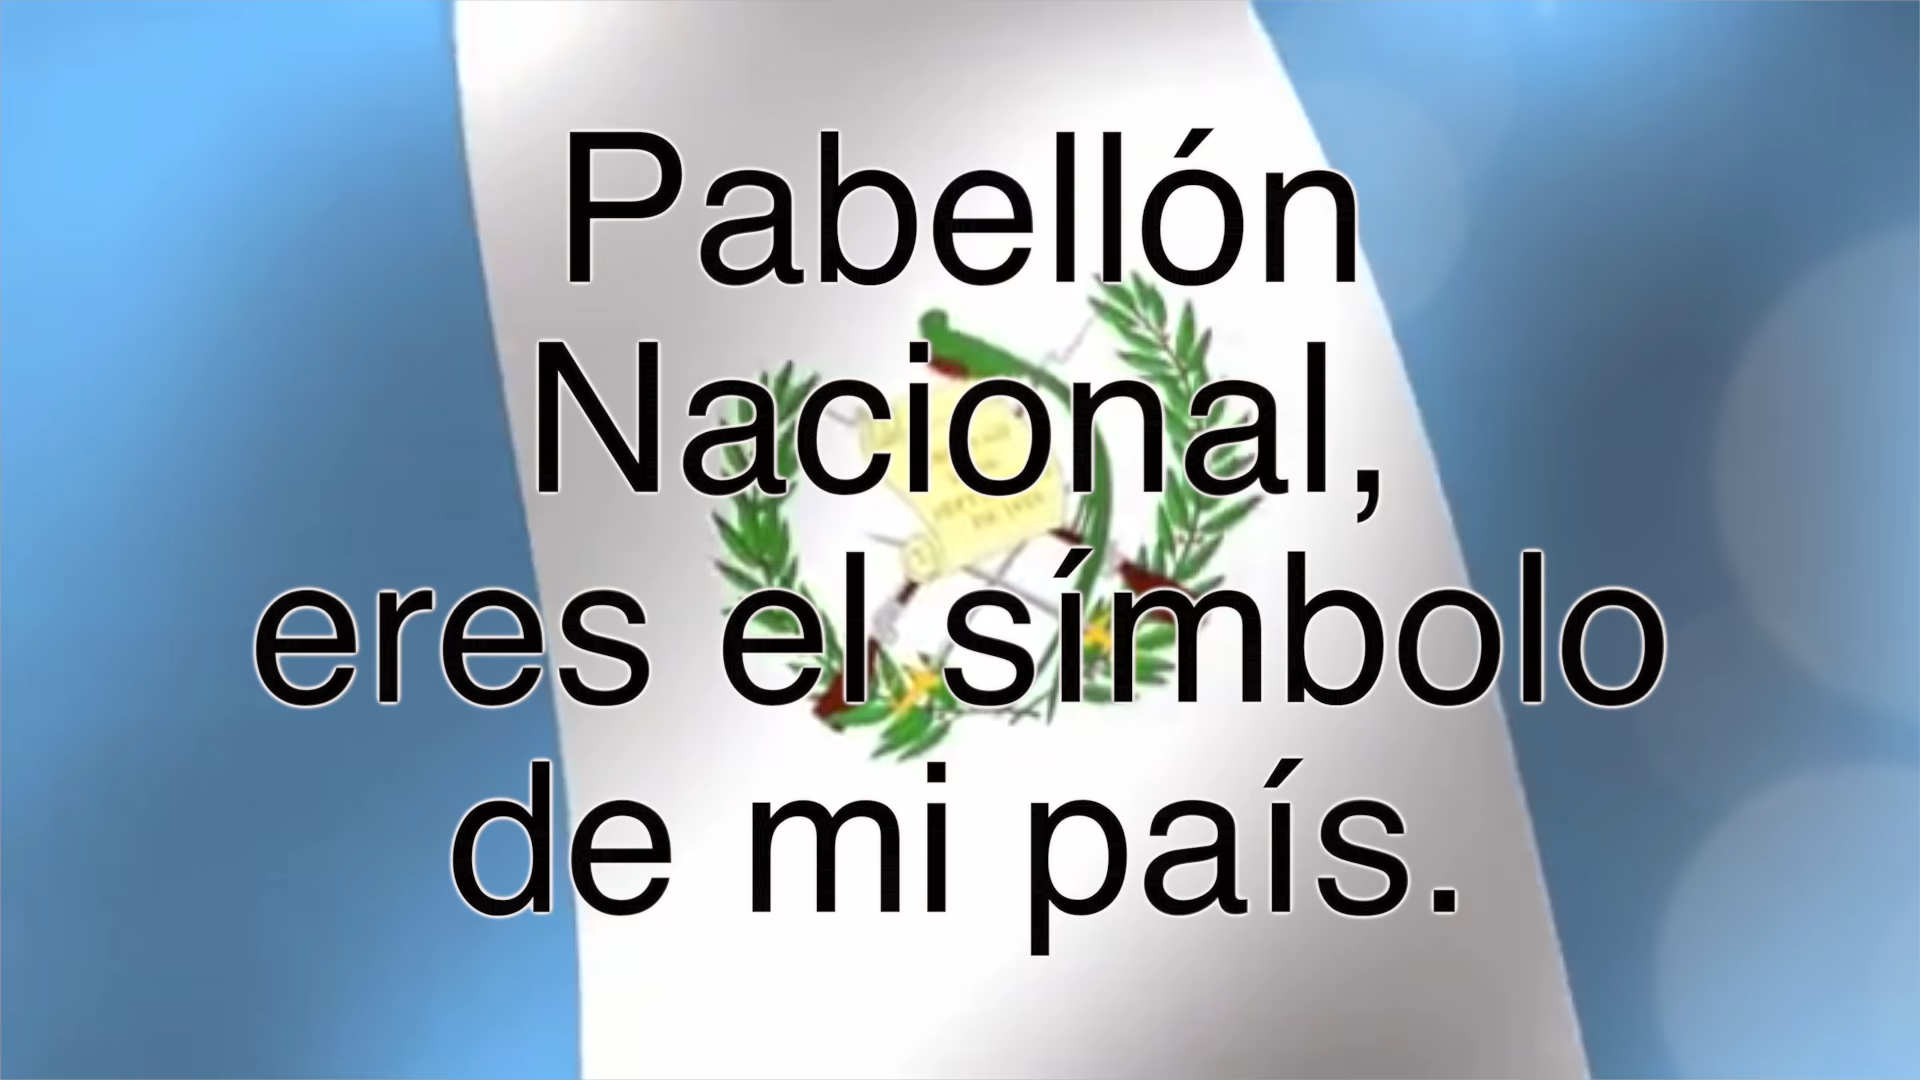 Pabellón
Nacional,
eres el símbolo
de mi país.